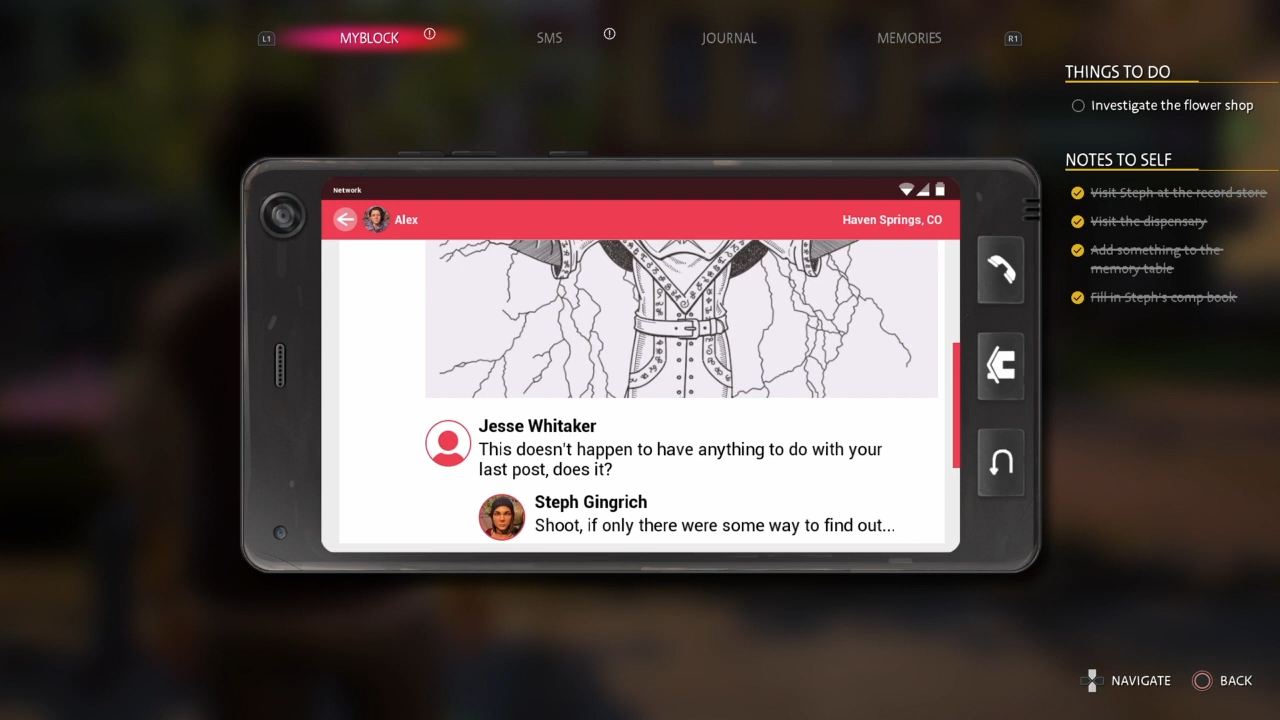 L1
MYBLOCK
SMS
JOURNAL
MEMORIES
R1
THINGS TO DO
Investigate the flower shop
NOTES TO SELF
Visit Steph at the record store
Visit the dispensary
Add something to the
memory table
Fill in Steph's comp book
Network
Alex
Haven Springs, CO
Jesse Whitaker
This doesn't happen to have anything to do with your
last post, does it?
Steph Gingrich
Shoot, if only there were some way to find out...
NAVIGATE
BACK